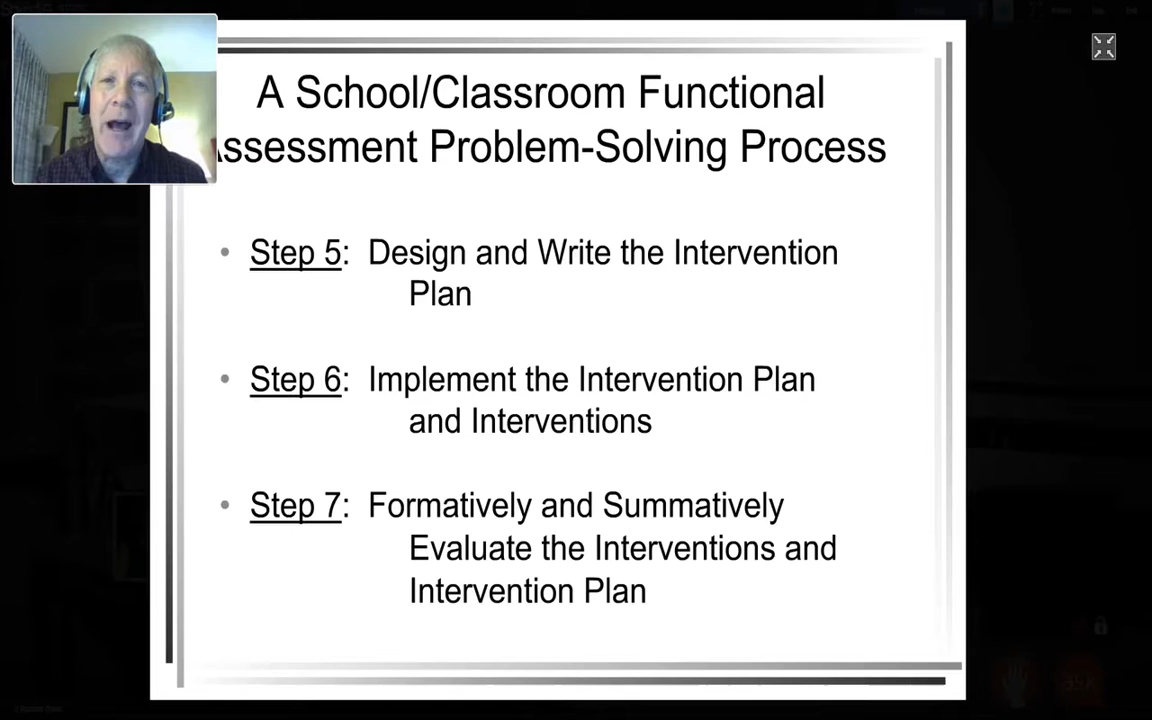 A School/Classroom Functional
Assessment Problem-Solving Process
• Step 5: Design and Write the Intervention
Plan
• Step 6: Implement the Intervention Plan
and Interventions
• Step 7: Formatively and Summatively
Evaluate the Interventions and
Intervention Plan